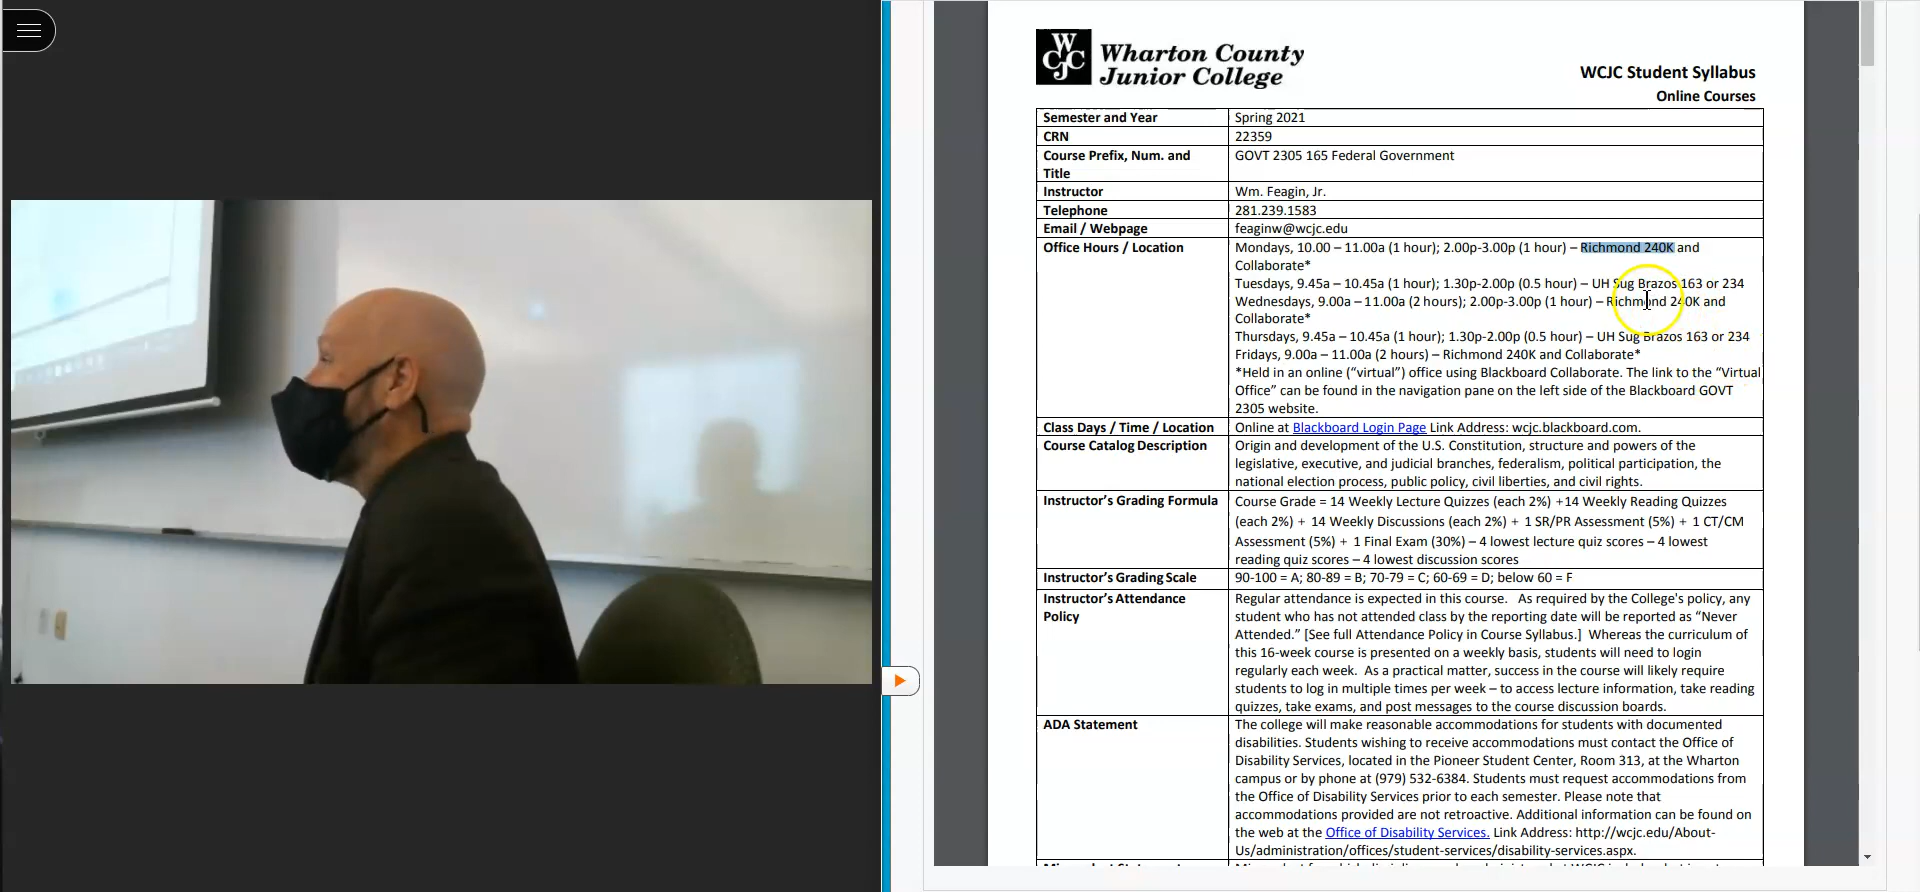 WCJC
Wharton County
Junior College
WCJC Student Syllabus
Online Courses
Semester and Year Spring 2021
CRN 22359
Course Prefix, Num. and Title GOVT 2305 165 Federal Government
Instructor Wm. Feagin, Jr.
Telephone 281.239.1583
Email / Webpage feaginw@wcjc.edu
Office Hours / Location Mondays, 10.00 – 11.00a (1 hour); 2.00p-3.00p (1 hour) – Richmond 240K and
Collaborate*
Tuesdays, 9.45a – 10.45a (1 hour); 1.30p-2.00p (0.5 hour) – UH Sug Brazos 163 or 234
Wednesdays, 9.00a – 11.00a (2 hours); 2.00p-3.00p (1 hour) – Richmond 240K and
Collaborate*
Thursdays, 9.45a – 10.45a (1 hour); 1.30p-2.00p (0.5 hour) – UH Sug Brazos 163 or 234
Fridays, 9.00a – 11.00a (2 hours) – Richmond 240K and Collaborate*
*Held in an online (“virtual”) office using Blackboard Collaborate. The link to the “Virtual
Office” can be found in the navigation pane on the left side of the Blackboard GOVT
2305 website.
Class Days / Time / Location Online at Blackboard Login Page Link Address: wcjc.blackboard.com.
Course Catalog Description Origin and development of the U.S. Constitution, structure and powers of the
legislative, executive, and judicial branches, federalism, political participation, the
national election process, public policy, civil liberties, and civil rights.
Instructor’s Grading Formula Course Grade = 14 Weekly Lecture Quizzes (each 2%) +14 Weekly Reading Quizzes
(each 2%) + 14 Weekly Discussions (each 2%) + 1 SR/PR Assessment (5%) + 1 CT/CM
Assessment (5%) + 1 Final Exam (30%) – 4 lowest lecture quiz scores – 4 lowest
reading quiz scores – 4 lowest discussion scores
Instructor’s Grading Scale 90-100 = A; 80-89 = B; 70-79 = C; 60-69 = D; below 60 = F
Instructor’s Attendance Policy Regular attendance is expected in this course. As required by the College's policy, any
student who has not attended class by the reporting date will be reported as “Never
Attended.” [See full Attendance Policy in Course Syllabus.] Whereas the curriculum of
this 16-week course is presented on a weekly basis, students will need to login
regularly each week. As a practical matter, success in the course will likely require
students to log in multiple times per week – to access lecture information, take reading
quizzes, take exams, and post messages to the course discussion boards.
ADA Statement The college will make reasonable accommodations for students with documented
disabilities. Students wishing to receive accommodations must contact the Office of
Disability Services, located in the Pioneer Student Center, Room 313, at the Wharton
campus or by phone at (979) 532-6384. Students must request accommodations from
the Office of Disability Services prior to each semester. Please note that
accommodations provided are not retroactive. Additional information can be found on
the web at the Office of Disability Services. Link Address: http://wcjc.edu/About-
Us/administration/offices/student-services/disability-services.aspx.